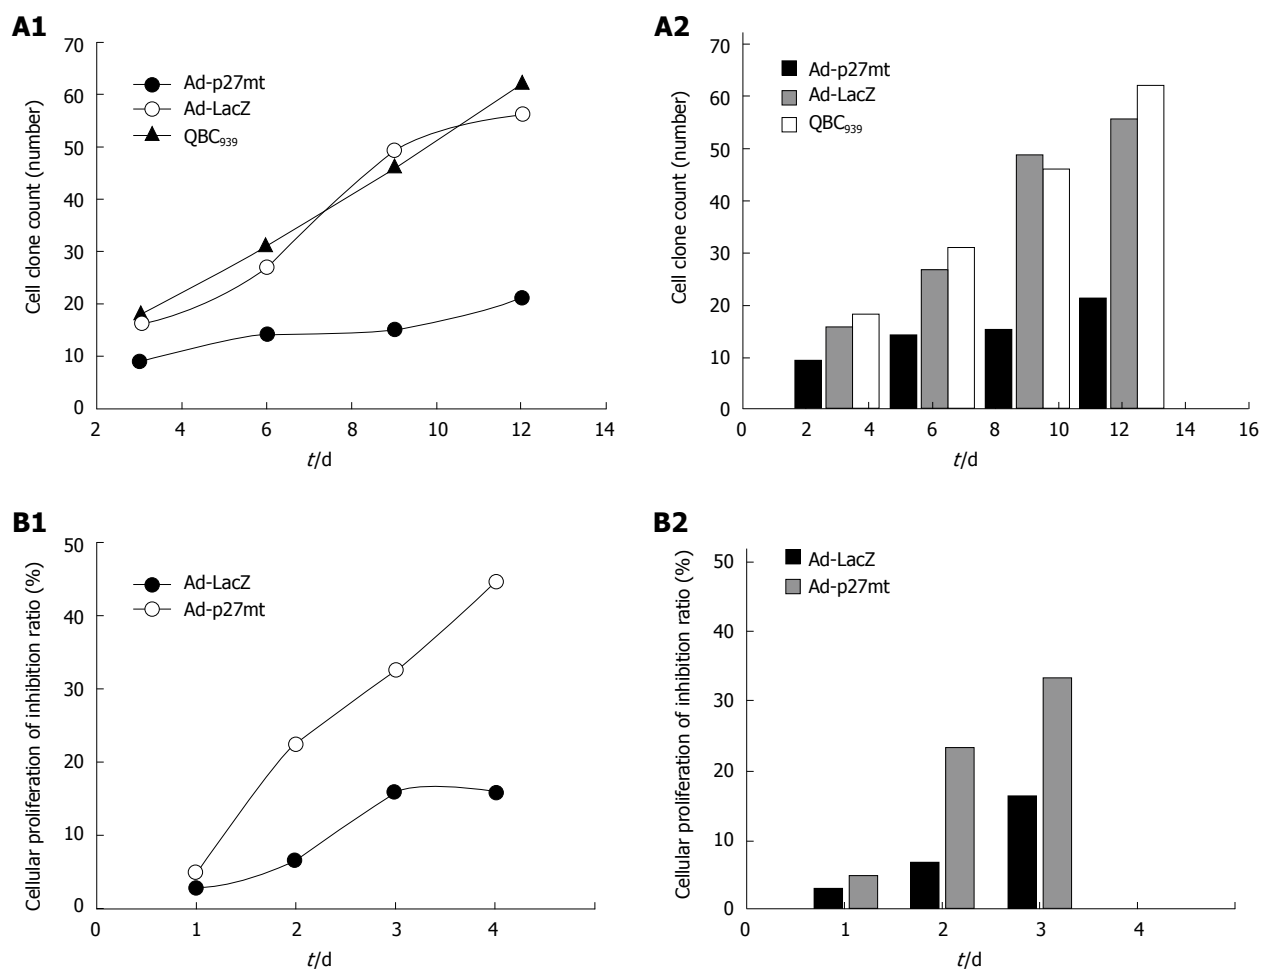 A1
Cell clone count (number)
70
60
50
40
30
20
10
0
Ad-p27mt
Ad-LacZ
QBC939
2 4 6 8 10 12 14
t/d
A2
Cell clone count (number)
70
60
50
40
30
20
10
0
Ad-p27mt
Ad-LacZ
QBC939
0 2 4 6 8 10 12 14 16
t/d
B1
Cellular proliferation of inhibition ratio (%)
50
40
30
20
10
0
Ad-LacZ
Ad-p27mt
0 1 2 3 4
t/d
B2
Cellular proliferation of inhibition ratio (%)
50
40
30
20
10
0
Ad-LacZ
Ad-p27mt
0 1 2 3 4
t/d